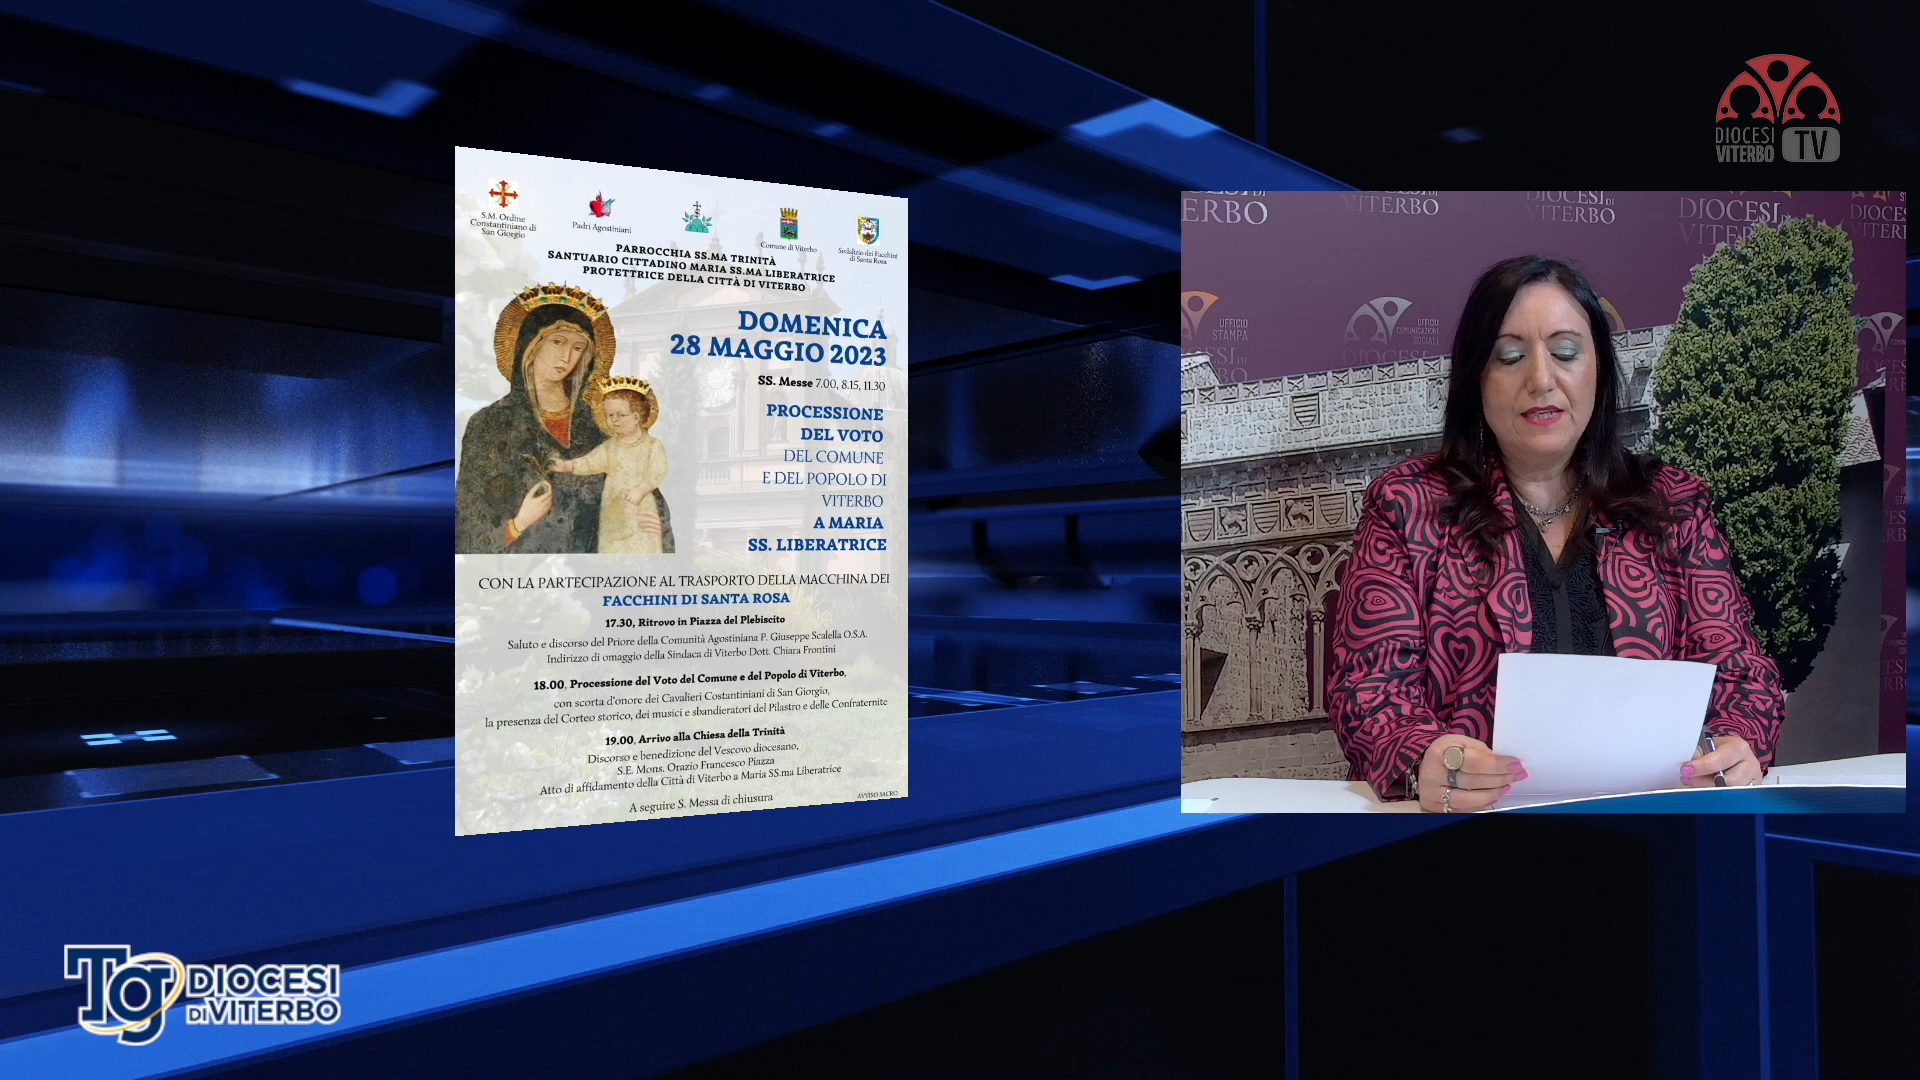 DIOCESI
VITERBO TV
S.M. Ordine
Constantiniano di
San Giorgio
Padri Agostiniani
Comune di Viterbo
Sodalizio dei Facchini
di Santa Rosa
PARROCCHIA SS.MA TRINITÀ
SANTUARIO CITTADINO MARIA SS.MA LIBERATRICE
PROTETTRICE DELLA CITTÀ DI VITERBO
DOMENICA
28 MAGGIO 2023
SS. Messe 7.00, 8.15, 11.30
PROCESSIONE
DEL VOTO
DEL COMUNE
E DEL POPOLO DI
VITERBO
A MARIA
SS. LIBERATRICE
CON LA PARTECIPAZIONE AL TRASPORTO DELLA MACCHINA DEI
FACCHINI DI SANTA ROSA
17.30, Ritrovo in Piazza del Plebiscito
Saluto e discorso del Priore della Comunità Agostiniana P. Giuseppe Scalella O.S.A.
Indirizzo di omaggio della Sindaca di Viterbo Dott. Chiara Frontini
18.00, Processione del Voto del Comune e del Popolo di Viterbo,
con scorta d'onore dei Cavalieri Costantiniani di San Giorgio,
la presenza del Corteo storico, dei musici e sbandieratori del Pilastro e delle Confraternite
19.00, Arrivo alla Chiesa della Trinità
Discorso e benedizione del Vescovo diocesano,
S.E. Mons. Orazio Francesco Piazza
Atto di affidamento della Città di Viterbo a Maria SS.ma Liberatrice
A seguire S. Messa di chiusura
AVVISO SACRO
ERBO
VITERBO
DIOCESI DI
VITERBO
DIOCESI DI
VITERBO
DIOCESI
UFFICIO
STAMPA
UFFICIO
COMUNICAZIONI
SOCIALI
DIOCESI
Tg DIOCESI
Di VITERBO